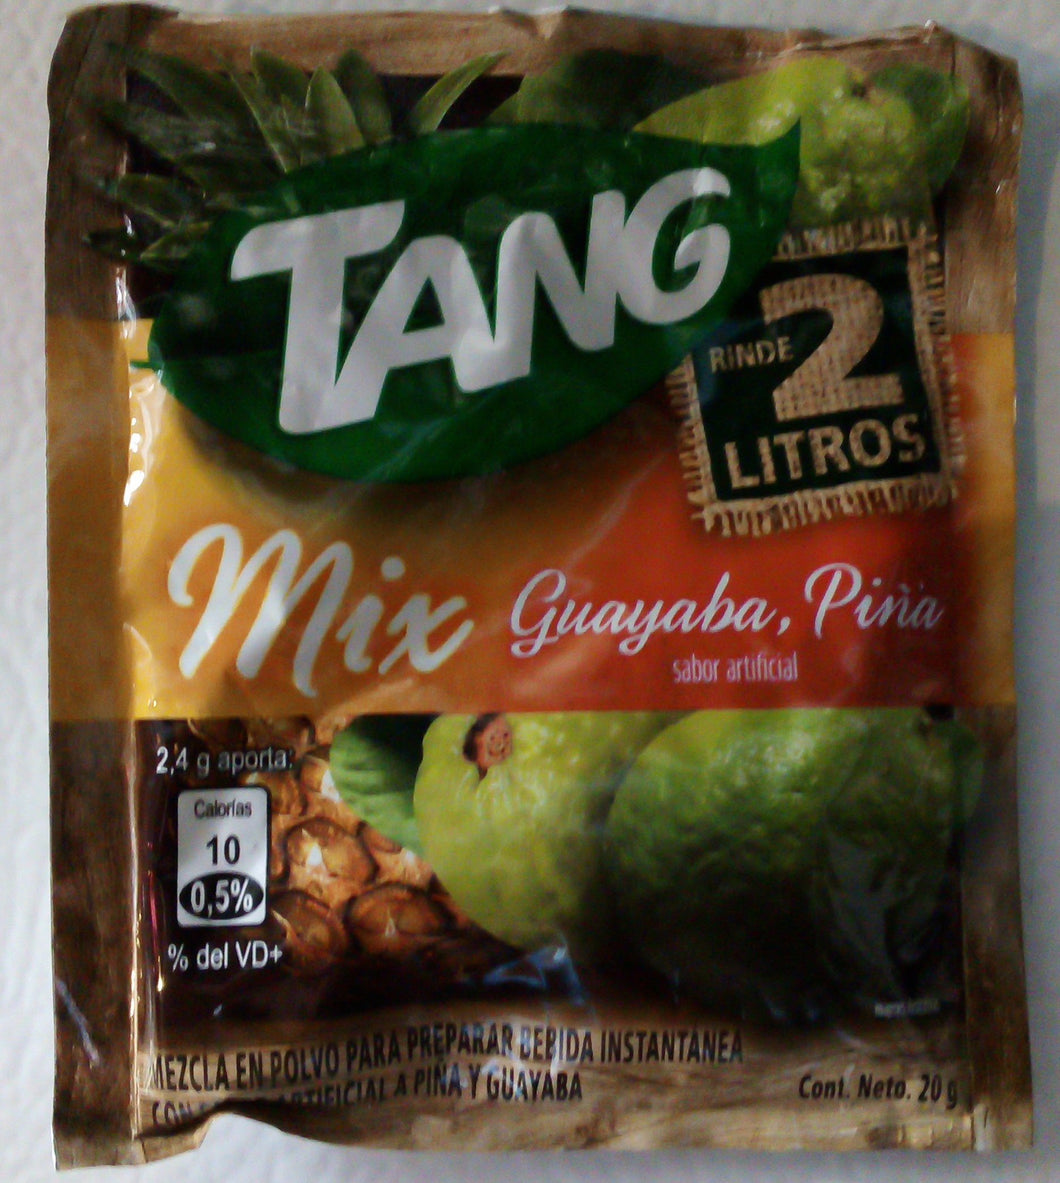 TANG
RINDE 2
LITROS
Mix Guayaba, Piña
sabor artificial
2,4 g aporta:
Calorías
10
0,5%
% del VD+
MEZCLA EN POLVO PARA PREPARAR BEBIDA INSTANTÁNEA
CON ARTIFICIAL A PIÑA Y GUAYABA
Cont. Neto. 20 g